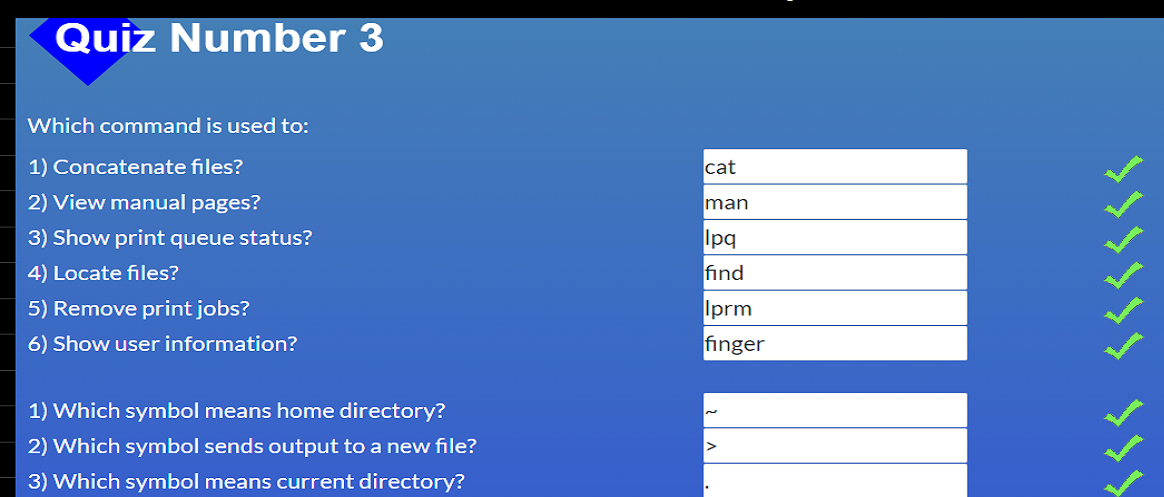 Quiz Number 3
Which command is used to:
1) Concatenate files? cat
2) View manual pages? man
3) Show print queue status? lpq
4) Locate files? find
5) Remove print jobs? lprm
6) Show user information? finger
1) Which symbol means home directory? ~
2) Which symbol sends output to a new file? >
3) Which symbol means current directory? .